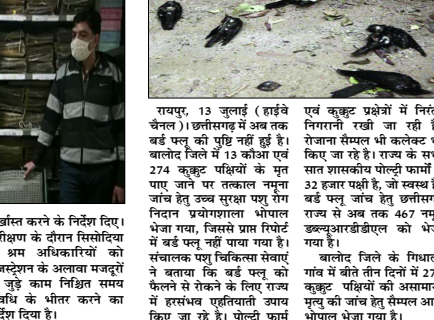 र्खास्त करने के निर्देश दिए।
रीक्षण के दौरान सिसोदिया
श्रम अधिकारियों को
जस्ट्रेशन के अलावा मजदूरों
जुड़े काम निश्चित समय
वधि के भीतर करने का
र्देश दिया है।
रायपुर, 13 जुलाई (हाईवे
चैनल)। छत्तीसगढ़ में अब तक
बर्ड फ्लू की पुष्टि नहीं हुई है।
बालोद जिले में 13 कौआ एवं
274 कुक्कुट पक्षियों के मृत
पाए जाने पर तत्काल नमूना
जांच हेतु उच्च सुरक्षा पशु रोग
निदान प्रयोगशाला भोपाल
भेजा गया, जिससे प्राप्त रिपोर्ट
में बर्ड फ्लू नहीं पाया गया है।
संचालक पशु चिकित्सा सेवाएं
ने बताया कि बर्ड फ्लू को
फैलने से रोकने के लिए राज्य
में हरसंभव एहतियाती उपाय
किए जा रहे है। पोल्ट्री फार्म
एवं कुक्कुट प्रक्षेत्रों में निरं
निगरानी रखी जा रही है
रोजाना सैम्पल भी कलेक्ट भ
किए जा रहे है। राज्य के सभ
सात शासकीय पोल्ट्री फार्मों
32 हजार पक्षी है, जो स्वस्थ है
बर्ड फ्लू जांच हेतु छत्तीसग
राज्य से अब तक 467 नमू
डब्ल्यूआरडीडीएल को भे
गया है।
बालोद जिले के गिधाल
गांव में बीते तीन दिनों में 27
कुक्कुट पक्षियों की असामान
मृत्यु की जांच हेतु सैम्पल आ
भोपाल भेजा गया है।